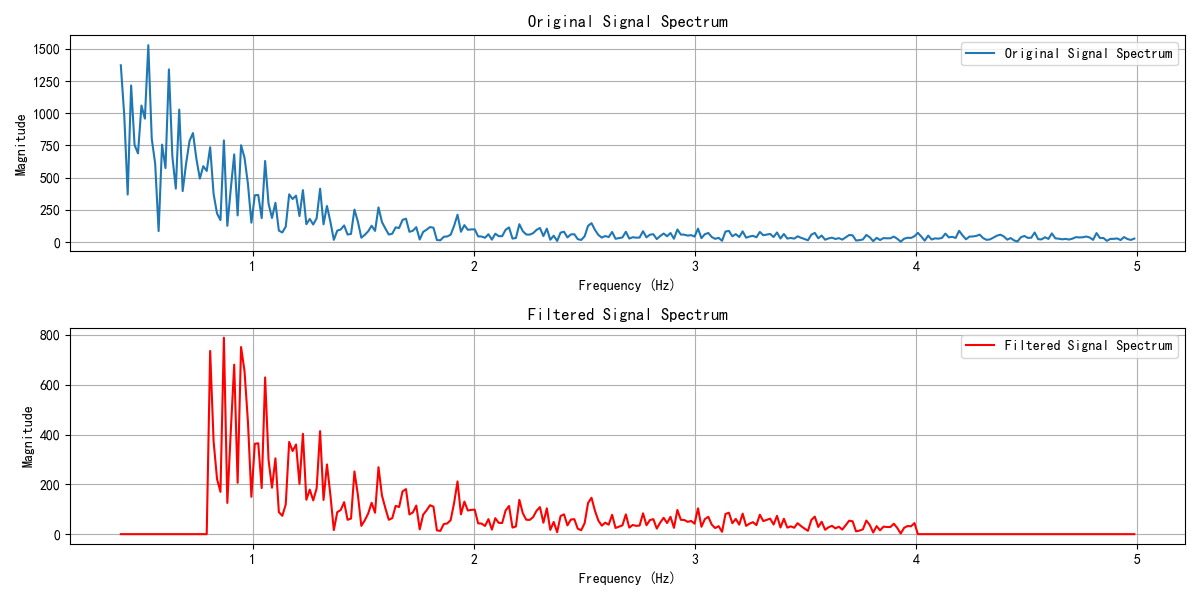 Original Signal Spectrum
Original Signal Spectrum
1500
1250
1000
750
500
250
0
Magnitude
1 2 3 4 5
Frequency (Hz)
Filtered Signal Spectrum
Filtered Signal Spectrum
800
600
400
200
0
Magnitude
1 2 3 4 5
Frequency (Hz)